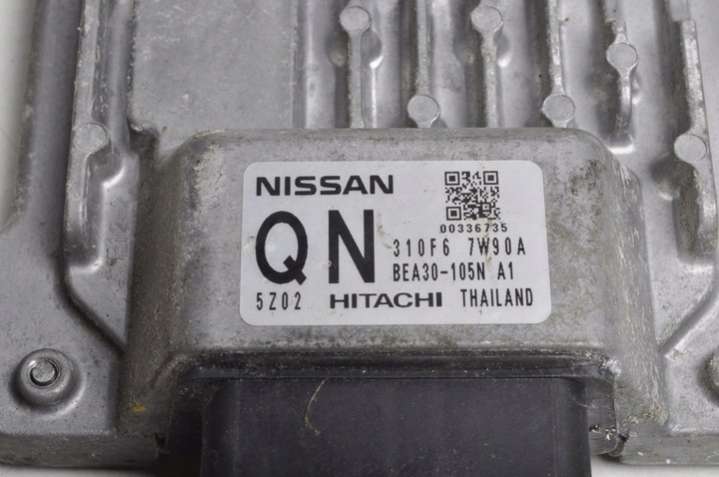 NISSAN
00336735
QN
310F6 7W90A
BEA30-105N A1
5Z02 HITACHI THAILAND